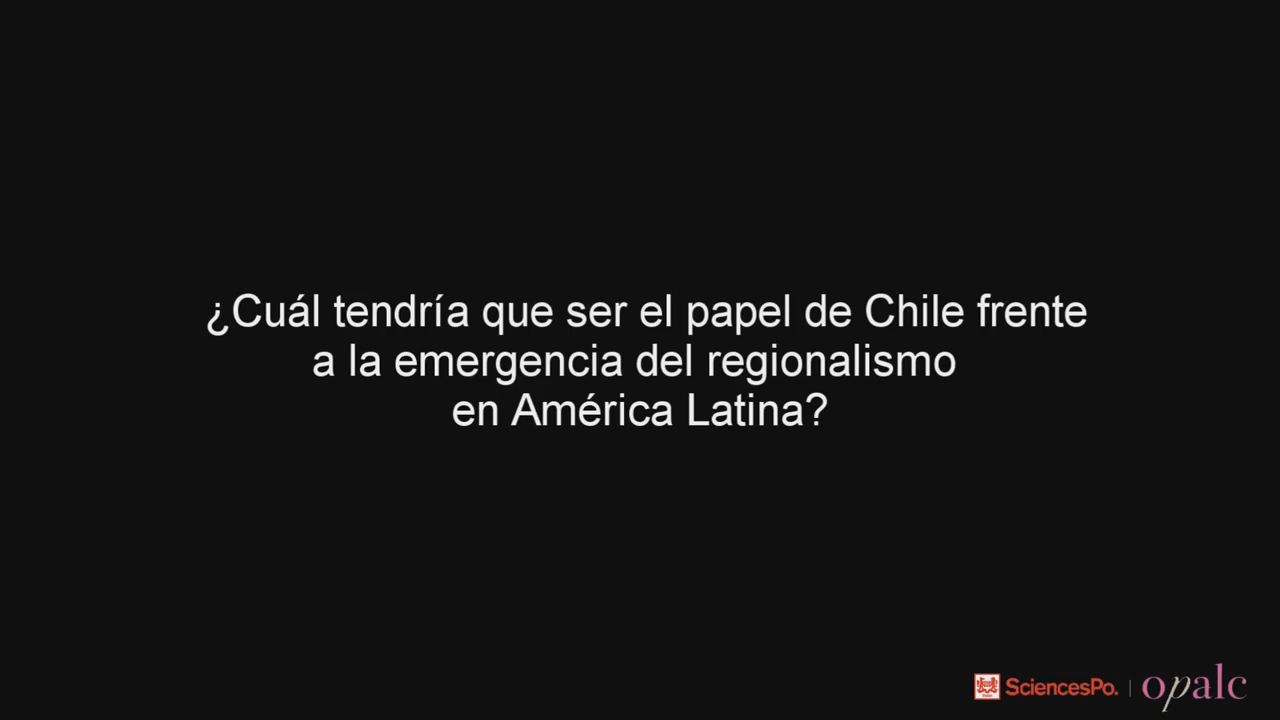 ¿Cuál tendría que ser el papel de Chile frente
a la emergencia del regionalismo
en América Latina?
SciencesPo. | opalc